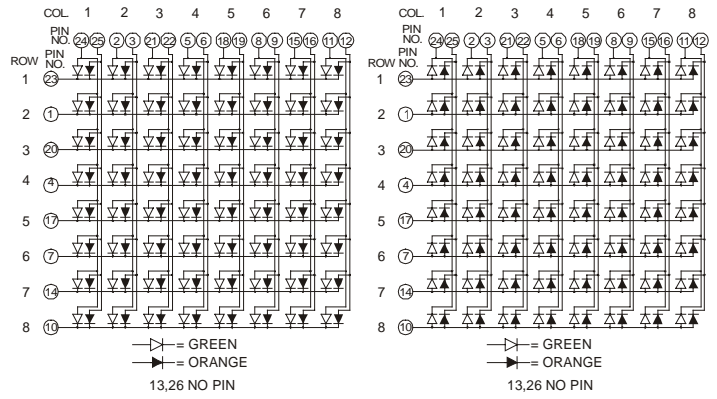 COL. 1 2 3 4 5 6 7 8
PIN NO. 24 25 2 3 21 22 5 6 18 19 8 9 15 16 11 12
ROW PIN NO.
1 23
2 1
3 20
4 4
5 17
6 7
7 14
8 10
= GREEN
= ORANGE
13,26 NO PIN
COL. 1 2 3 4 5 6 7 8
PIN NO. 24 25 2 3 21 22 5 6 18 19 8 9 15 16 11 12
ROW PIN NO.
1 23
2 1
3 20
4 4
5 17
6 7
7 14
8 10
= GREEN
= ORANGE
13,26 NO PIN